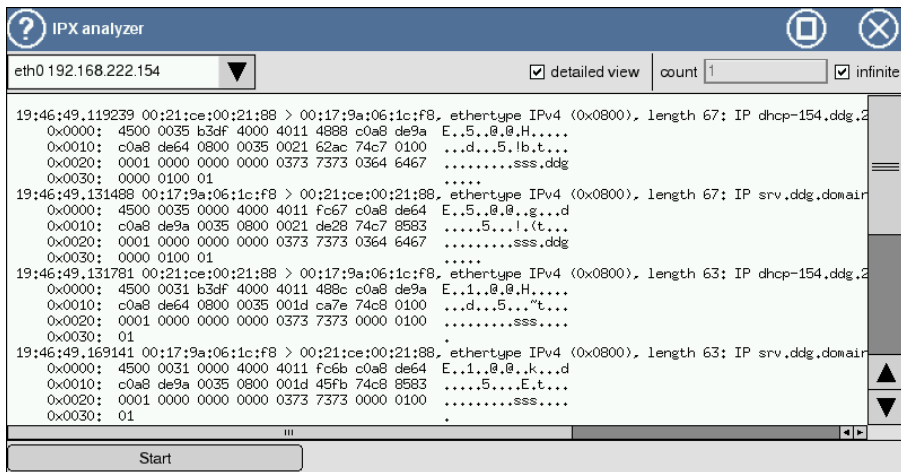 IPX analyzer
eth0 192.168.222.154 detailed view count 1 infinite
19:46:49.119239 00:21:ce:00:21:88 > 00:17:9a:06:1c:f8, ethertype IPv4 (0x0800), length 67: IP dhcp-154.ddg.2
0x0000: 4500 0035 b3df 4000 4011 4888 c0a8 de9a E..5..@.@.H.....
0x0010: c0a8 de64 0800 0035 0021 62ac 74c7 0100 ...d...5.!b.t...
0x0020: 0001 0000 0000 0000 0373 7373 0364 6467 .........sss.ddg
0x0030: 0000 0100 01 .....
19:46:49.131488 00:17:9a:06:1c:f8 > 00:21:ce:00:21:88, ethertype IPv4 (0x0800), length 67: IP srv.ddg.domain
0x0000: 4500 0035 0000 4000 4011 fc67 c0a8 de64 E..5..@.@..g...d
0x0010: c0a8 de9a 0035 0800 0021 de28 74c7 8583 .....5...!.(t...
0x0020: 0001 0000 0000 0000 0373 7373 0364 6467 .........sss.ddg
0x0030: 0000 0100 01 .....
19:46:49.131781 00:21:ce:00:21:88 > 00:17:9a:06:1c:f8, ethertype IPv4 (0x0800), length 63: IP dhcp-154.ddg.2
0x0000: 4500 0031 b3df 4000 4011 488c c0a8 de9a E..1..@.@.H.....
0x0010: c0a8 de64 0800 0035 001d ca7e 74c8 0100 ...d...5...~t...
0x0020: 0001 0000 0000 0000 0373 7373 0000 0100 .........sss....
0x0030: 01 .
19:46:49.169141 00:17:9a:06:1c:f8 > 00:21:ce:00:21:88, ethertype IPv4 (0x0800), length 63: IP srv.ddg.domain
0x0000: 4500 0031 0000 4000 4011 fc6b c0a8 de64 E..1..@.@..k...d
0x0010: c0a8 de9a 0035 0800 001d 45fb 74c8 8583 .....5....E.t...
0x0020: 0001 0000 0000 0000 0373 7373 0000 0100 .........sss....
0x0030: 01 .
Start